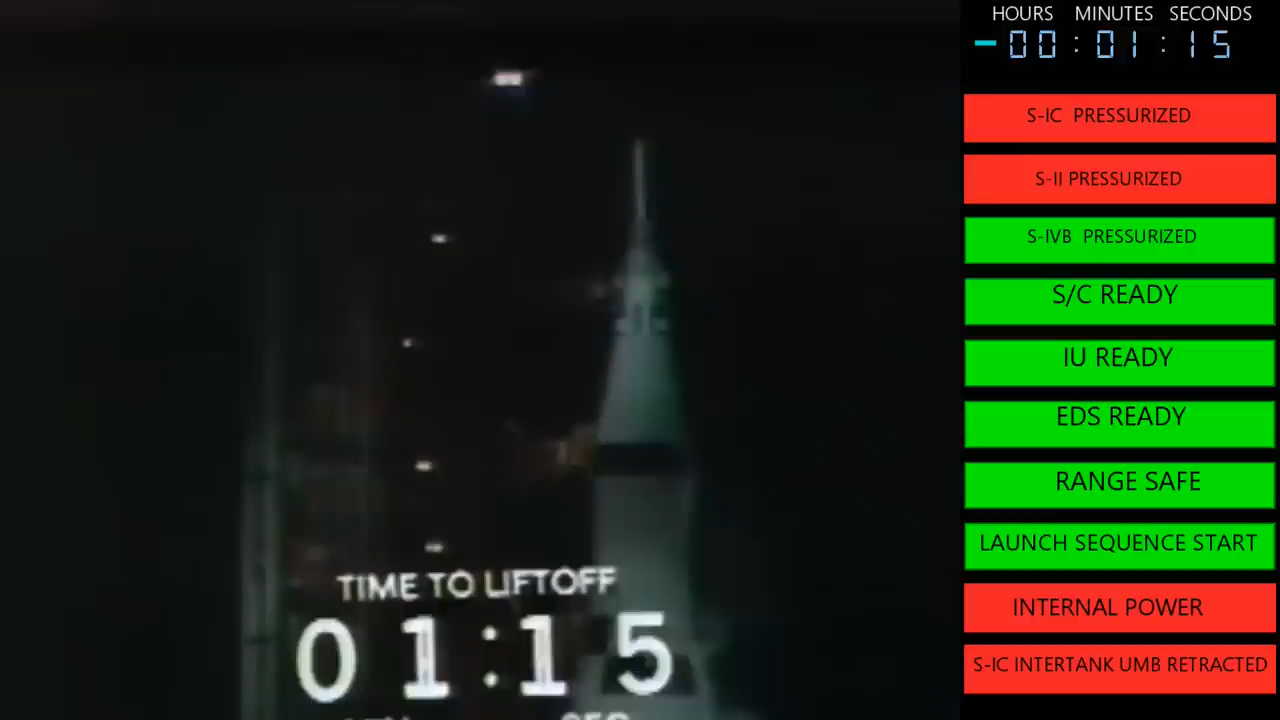 TIME TO LIFTOFF
01:15
HOURS MINUTES SECONDS
-00:01:15
S-IC PRESSURIZED
S-II PRESSURIZED
S-IVB PRESSURIZED
S/C READY
IU READY
EDS READY
RANGE SAFE
LAUNCH SEQUENCE START
INTERNAL POWER
S-IC INTERTANK UMB RETRACTED